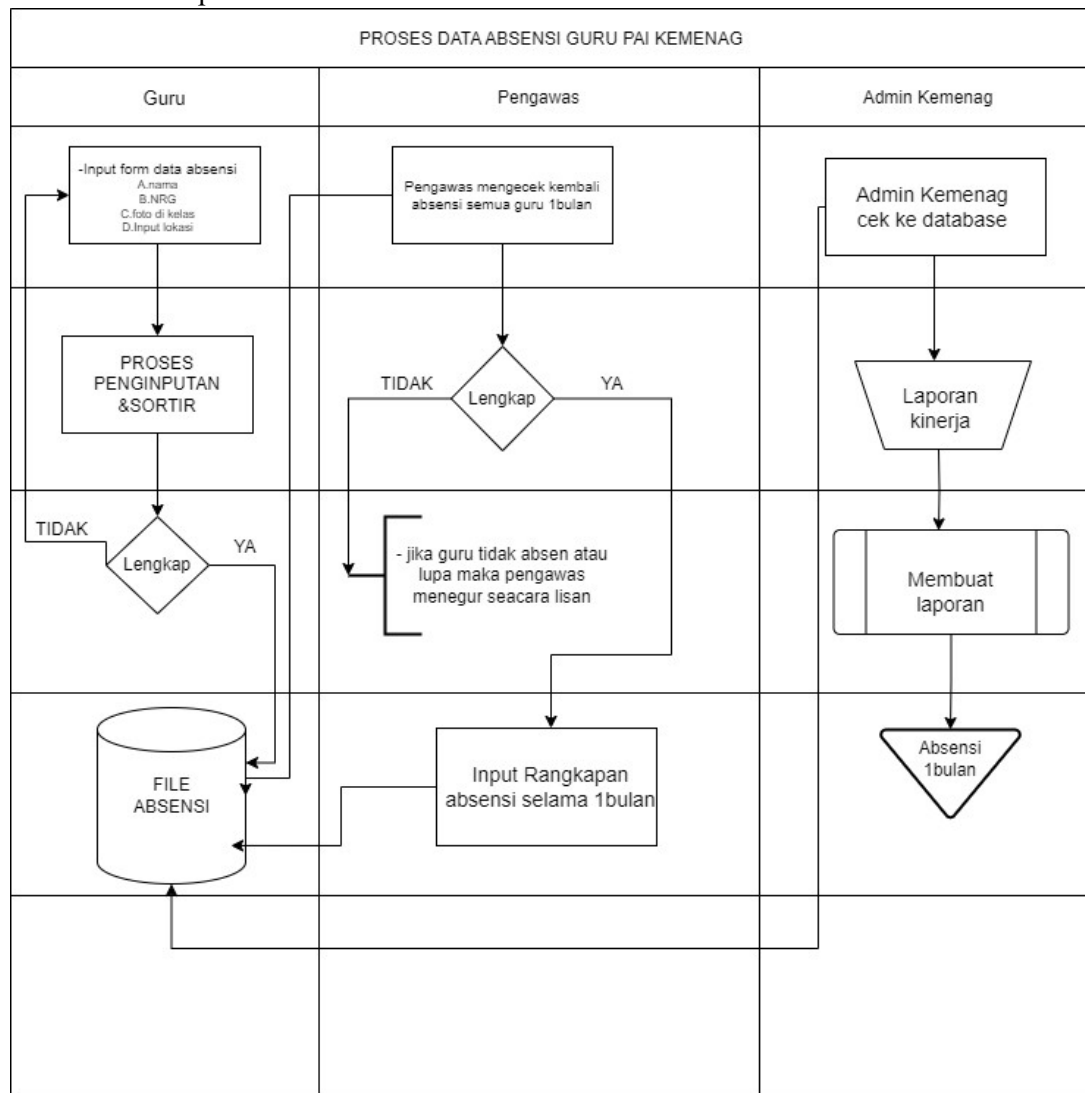 PROSES DATA ABSENSI GURU PAI KEMENAG
Guru
Pengawas
Admin Kemenag
-Input form data absensi
A.nama
B.NRG
C.foto di kelas
D.Input lokasi
Pengawas mengecek kembali
absensi semua guru 1bulan
Admin Kemenag
cek ke database
PROSES
PENGINPUTAN
&SORTIR
TIDAK
Lengkap
YA
Laporan
kinerja
TIDAK
Lengkap
YA
- jika guru tidak absen atau
lupa maka pengawas
menegur seacara lisan
Membuat
laporan
FILE
ABSENSI
Input Rangkapan
absensi selama 1bulan
Absensi
1bulan